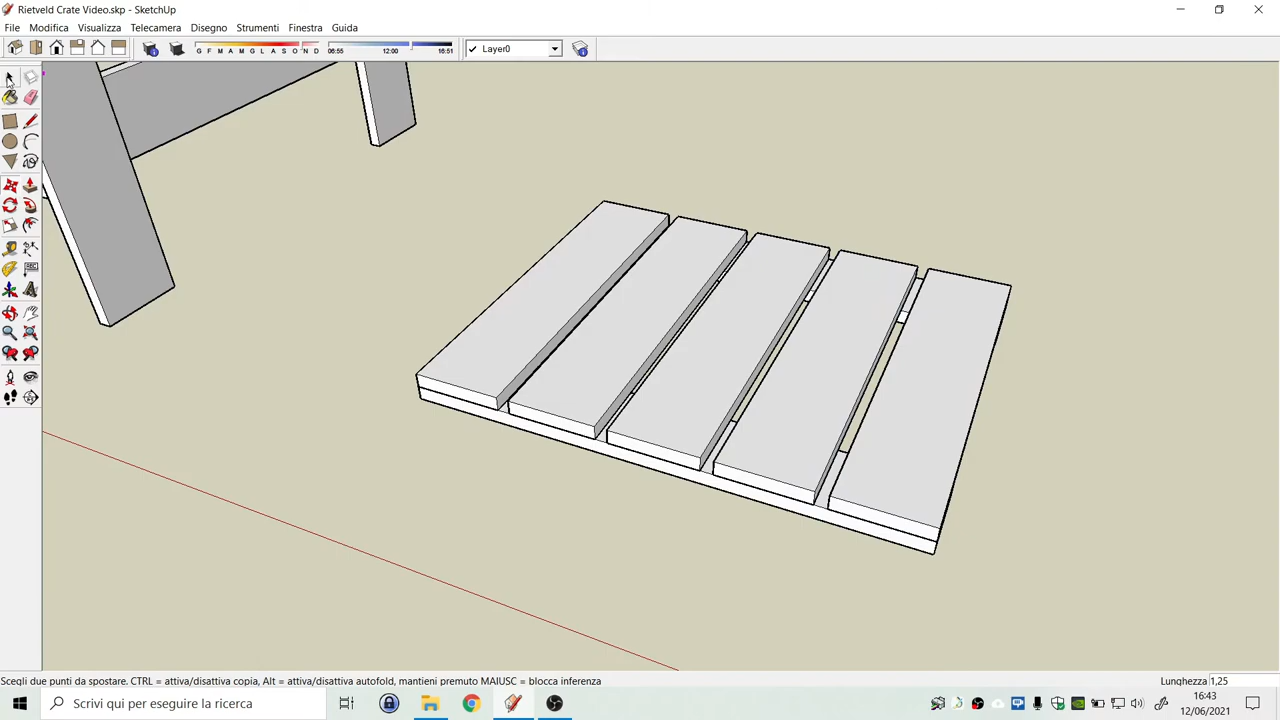 Rietveld Crate Video.skp - SketchUp
File Modifica Visualizza Telecamera Disegno Strumenti Finestra Guida
G F M A M G L A S O N D 06:55 12:00 16:51 Layer0
ABC
Scegli due punti da spostare. CTRL = attiva/disattiva copia, Alt = attiva/disattiva autofold, mantieni premuto MAIUSC = blocca inferenza Lunghezza 1,25
Scrivi qui per eseguire la ricerca
16:43
12/06/2021